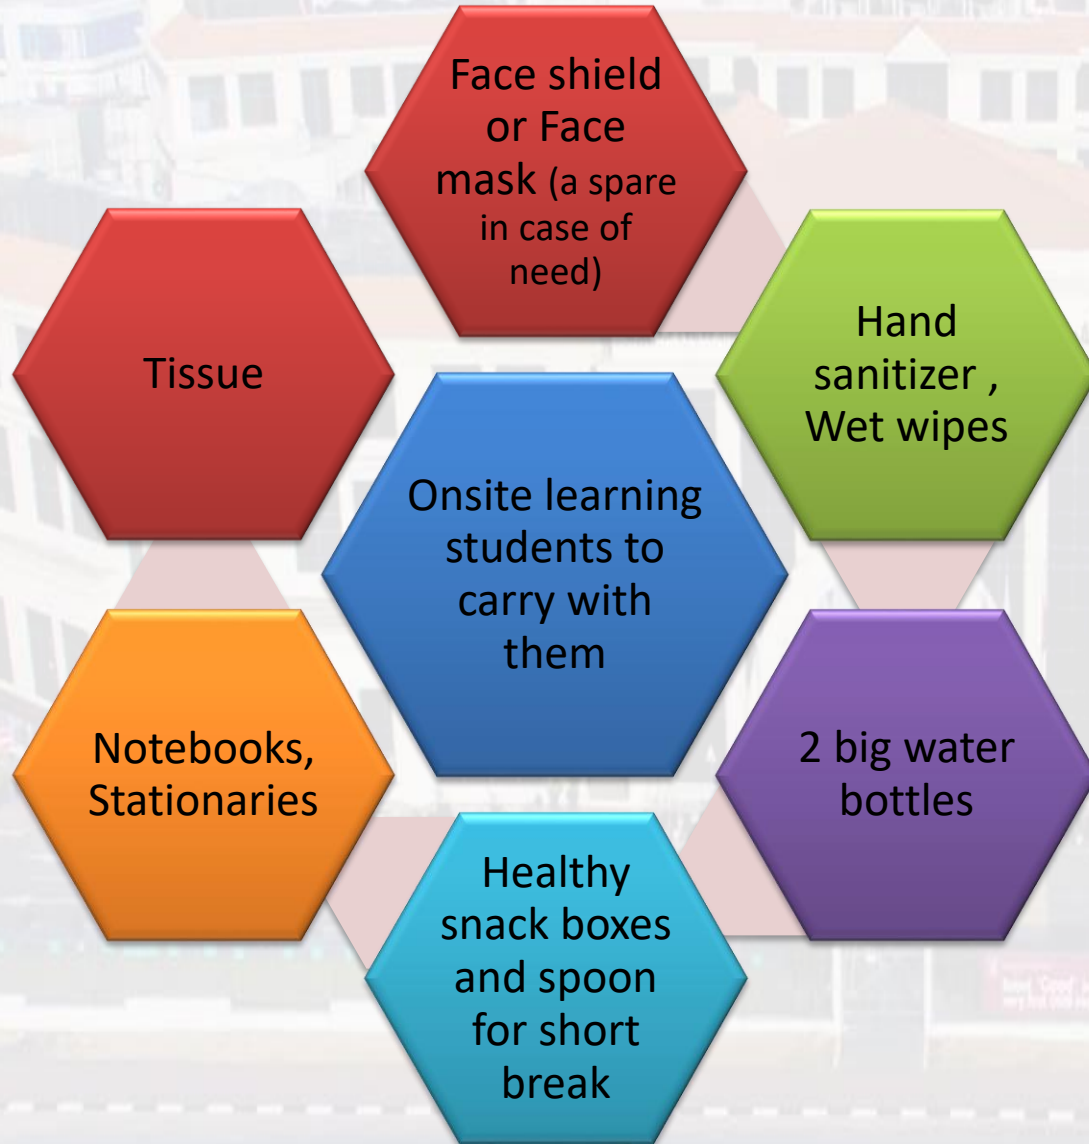 Face shield
or Face
mask (a spare
in case of
need)
Hand
sanitizer ,
Wet wipes
2 big water
bottles
Healthy
snack boxes
and spoon
for short
break
Notebooks,
Stationaries
Tissue
Onsite learning
students to
carry with
them